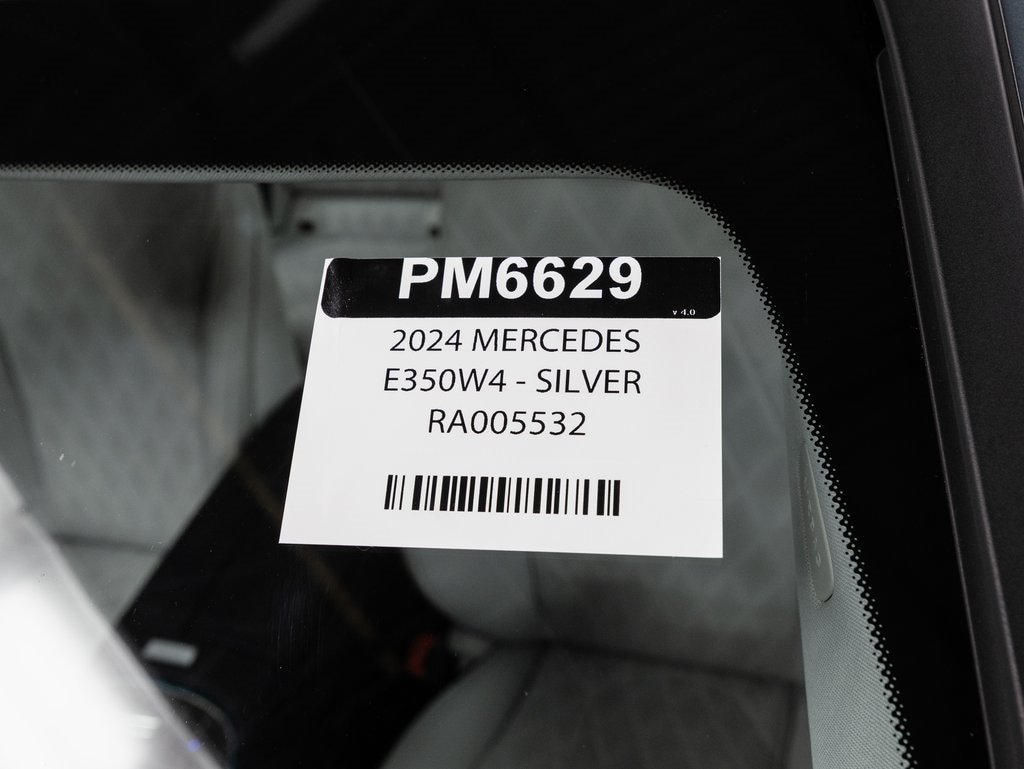 PM6629
v 4.0
2024 MERCEDES
E350W4 - SILVER
RA005532